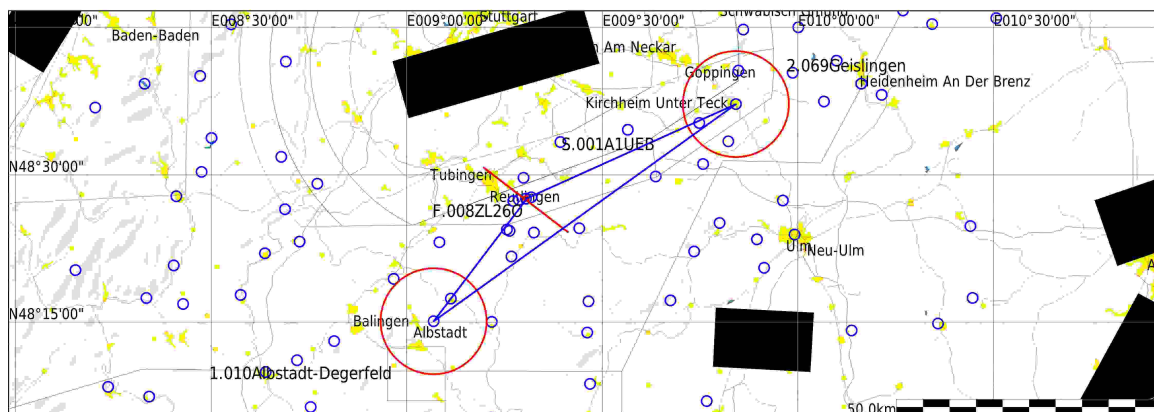 E008°30'00"
E009°00'00"
E009°30'00"
E010°00'00"
E010°30'00"
Stuttgart
Baden-Baden
n Am Neckar
Goppingen
2.069Geislingen
Heidenheim An Der Brenz
Kirchheim Unter Teck
S.001A1UEB
N48°30'00"
Tubingen
Reutlingen
F.008ZL26O
Ulm
Neu-Ulm
N48°15'00"
Balingen
Albstadt
1.010Albstadt-Degerfeld
50.0km